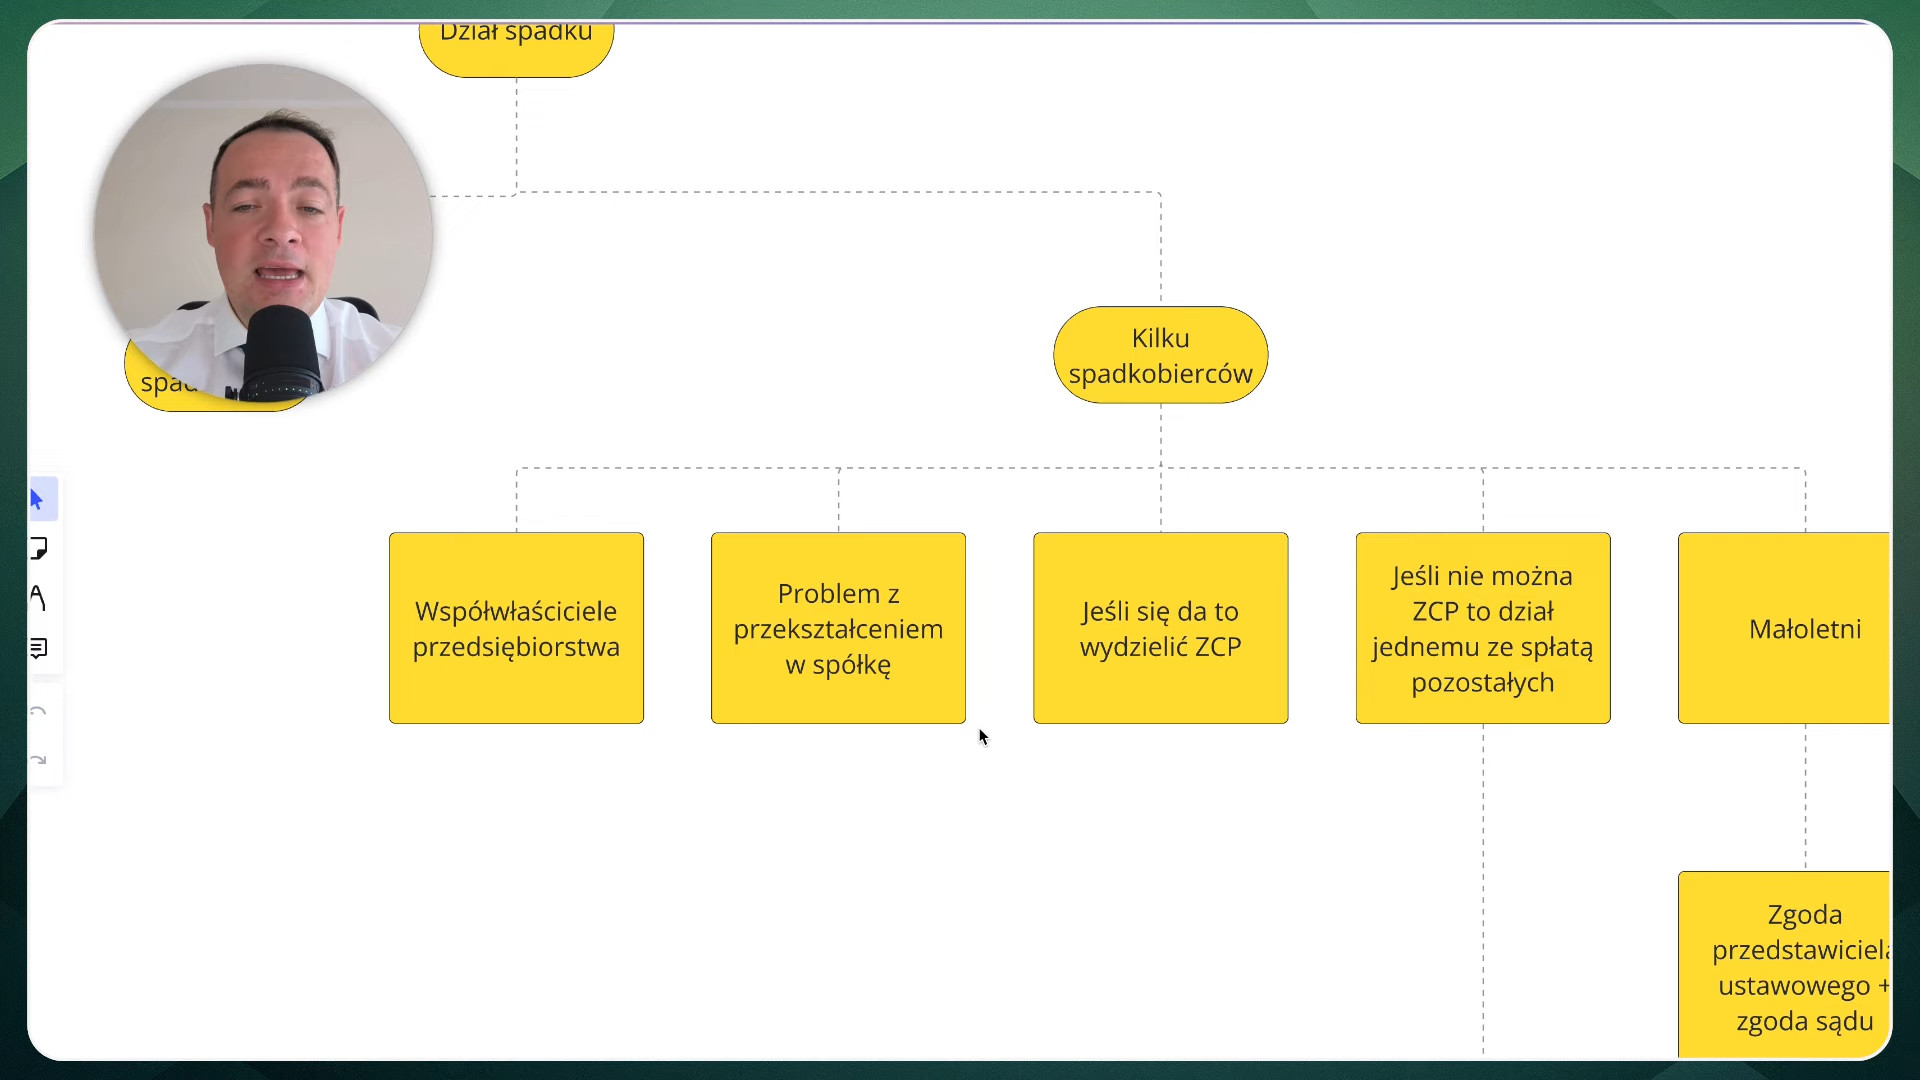 Dział spadku
Kilku
spadkobierców
Współwłaściciele
przedsiębiorstwa
Problem z
przekształceniem
w spółkę
Jeśli się da to
wydzielić ZCP
Jeśli nie można
ZCP to dział
jednemu ze spłatą
pozostałych
Małoletni
Zgoda
przedstawiciela
ustawowego +
zgoda sądu